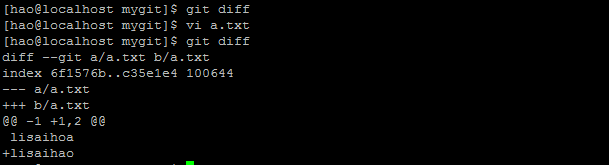 [hao@localhost mygit]$ git diff
[hao@localhost mygit]$ vi a.txt
[hao@localhost mygit]$ git diff
diff --git a/a.txt b/a.txt
index 6f1576b..c35e1e4 100644
--- a/a.txt
+++ b/a.txt
@@ -1 +1,2 @@
 lisaihoa
+lisaihao